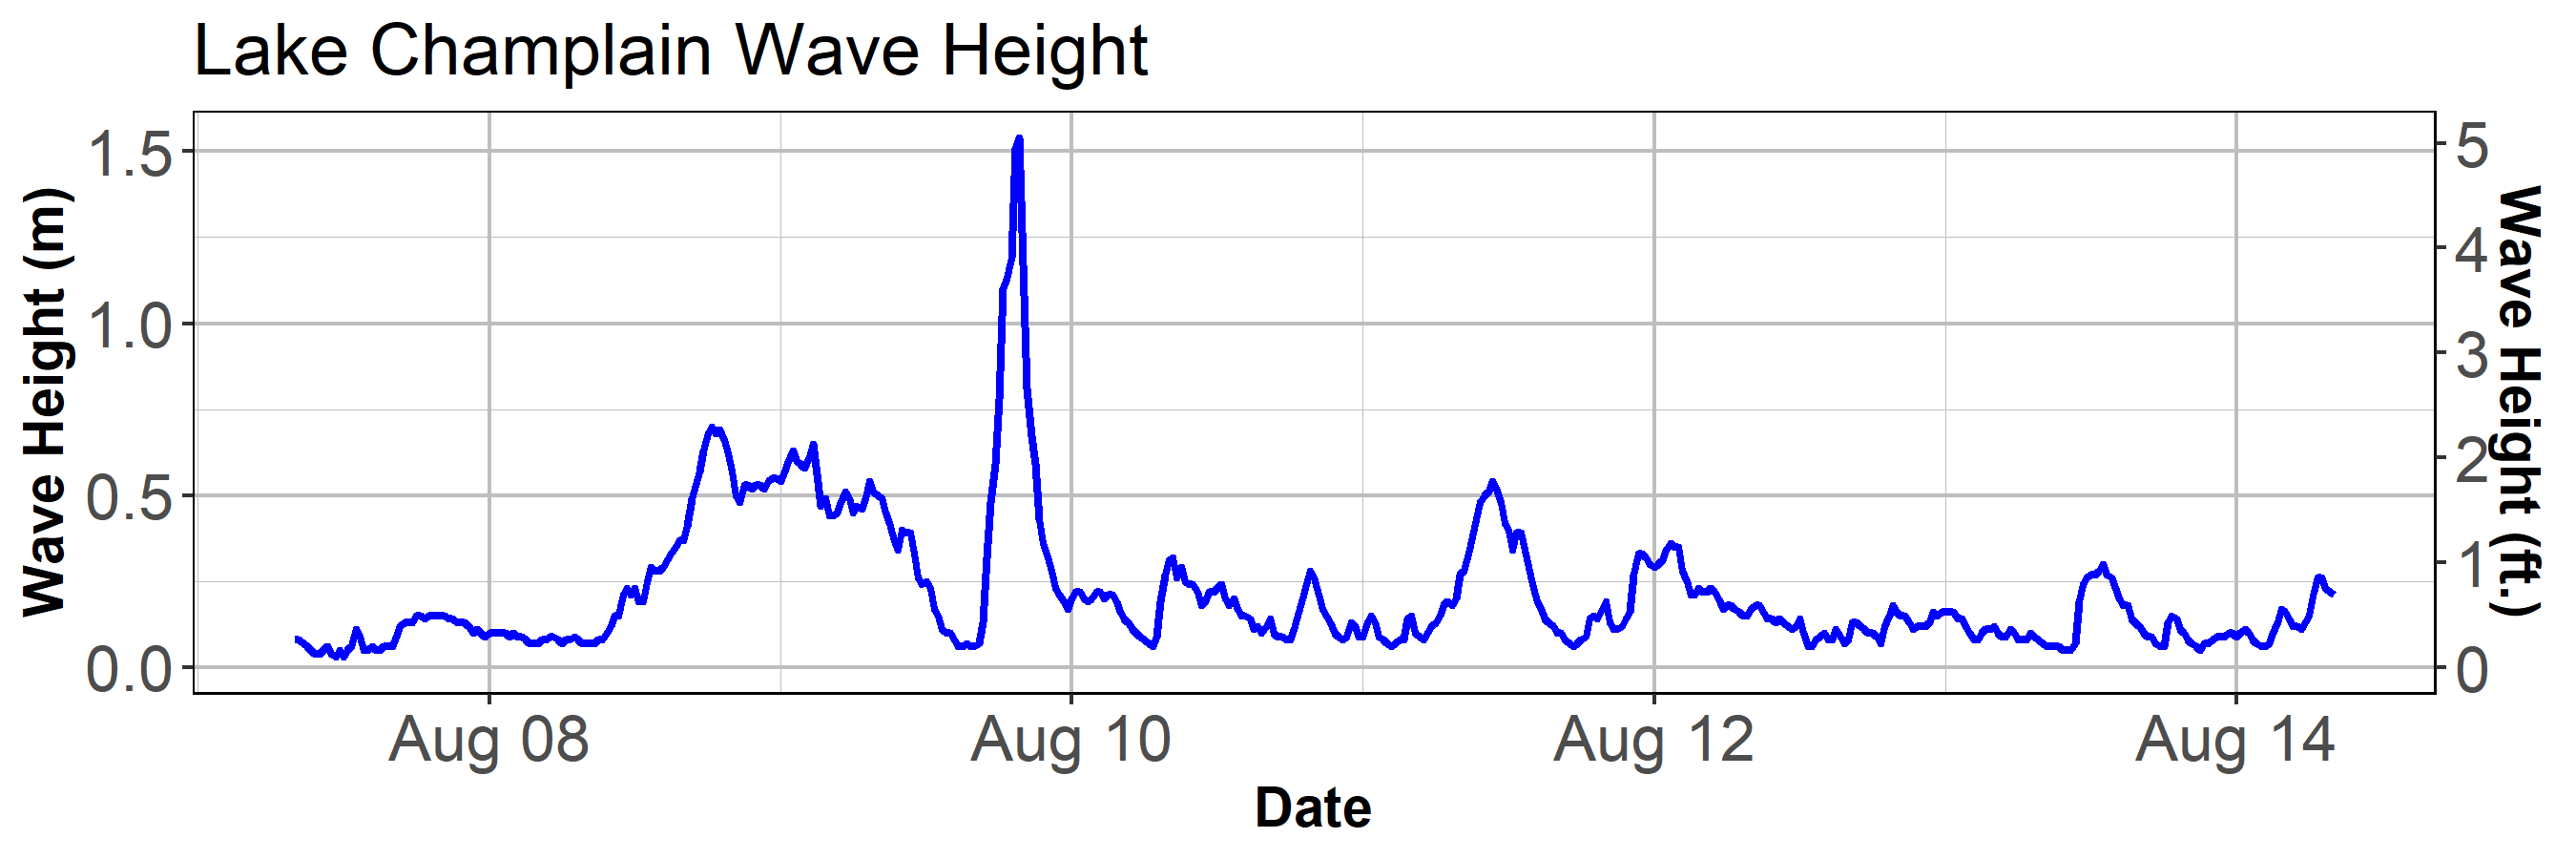 Lake Champlain Wave Height
Wave Height (m)
1.5
1.0
0.5
0.0
5
4
3
2
1
0
Wave Height (ft.)
Aug 08
Aug 10
Aug 12
Aug 14
Date